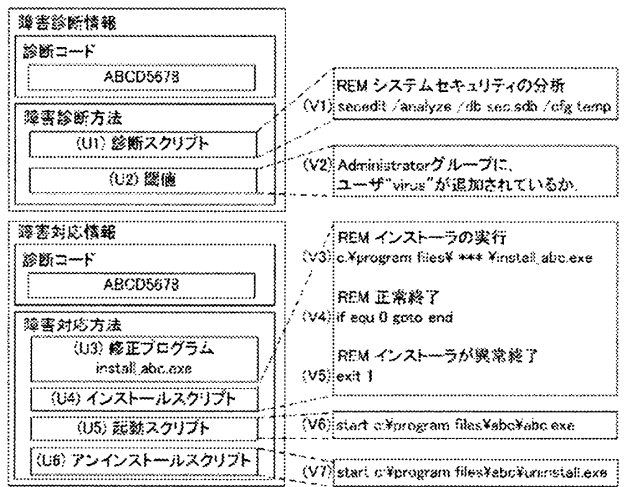 障害診断情報
診断コード
ABCD5678
障害診断方法
(U1) 診断スクリプト
(U2) 閾値
REM システムセキュリティの分析
(V1) secedit /analyze /db sec.sdb /cfg temp
(V2) Administratorグループに、
ユーザ"virus"が追加されているか.
障害対応情報
診断コード
ABCD5678
障害対応方法
(U3) 修正プログラム
install_abc.exe
(U4) インストールスクリプト
(U5) 起動スクリプト
(U6) アンインストールスクリプト
REM インストーラの実行
(V3) c:¥program files¥ *** ¥install_abc.exe
REM 正常終了
(V4) if equ 0 goto end
REM インストーラが異常終了
(V5) exit 1
(V6) start c:¥program files¥abc¥abc.exe
(V7) start c:¥program files¥abc¥uninstall.exe